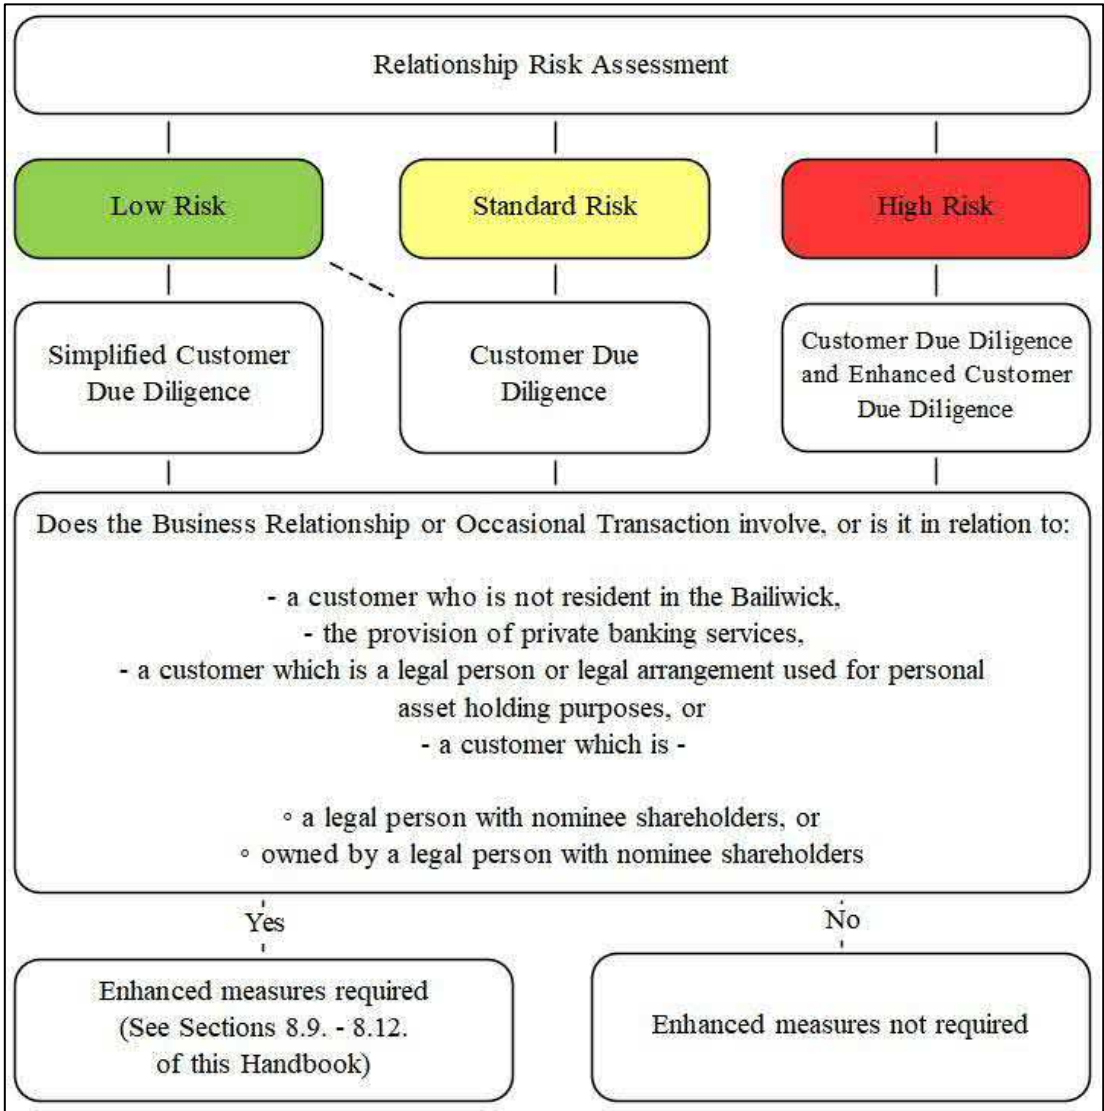 Relationship Risk Assessment
Low Risk
Standard Risk
High Risk
Simplified Customer
Due Diligence
Customer Due
Diligence
Customer Due Diligence
and Enhanced Customer
Due Diligence
Does the Business Relationship or Occasional Transaction involve, or is it in relation to:
- a customer who is not resident in the Bailiwick,
- the provision of private banking services,
- a customer which is a legal person or legal arrangement used for personal
asset holding purposes, or
- a customer which is -
◦ a legal person with nominee shareholders, or
◦ owned by a legal person with nominee shareholders
Yes
No
Enhanced measures required
(See Sections 8.9. - 8.12.
of this Handbook)
Enhanced measures not required